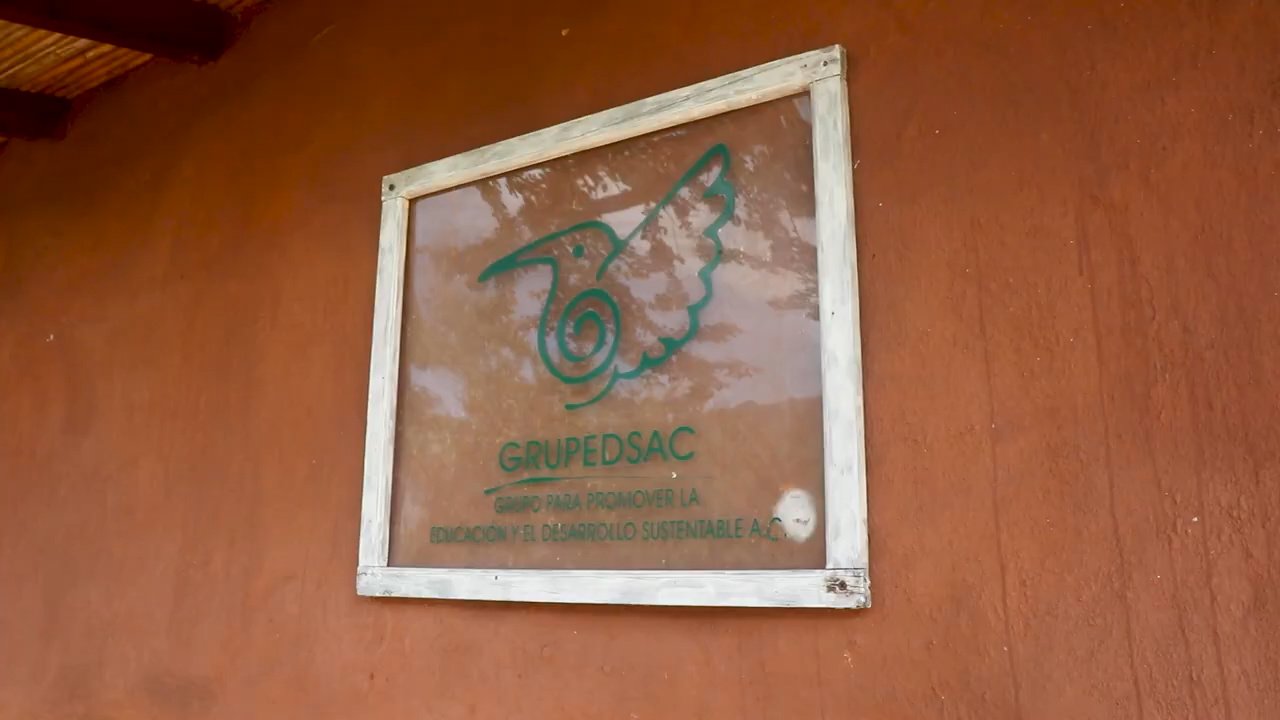 GRUPEDSAC
GRUPO PARA PROMOVER LA
EDUCACIÓN Y EL DESARROLLO SUSTENTABLE A.C.